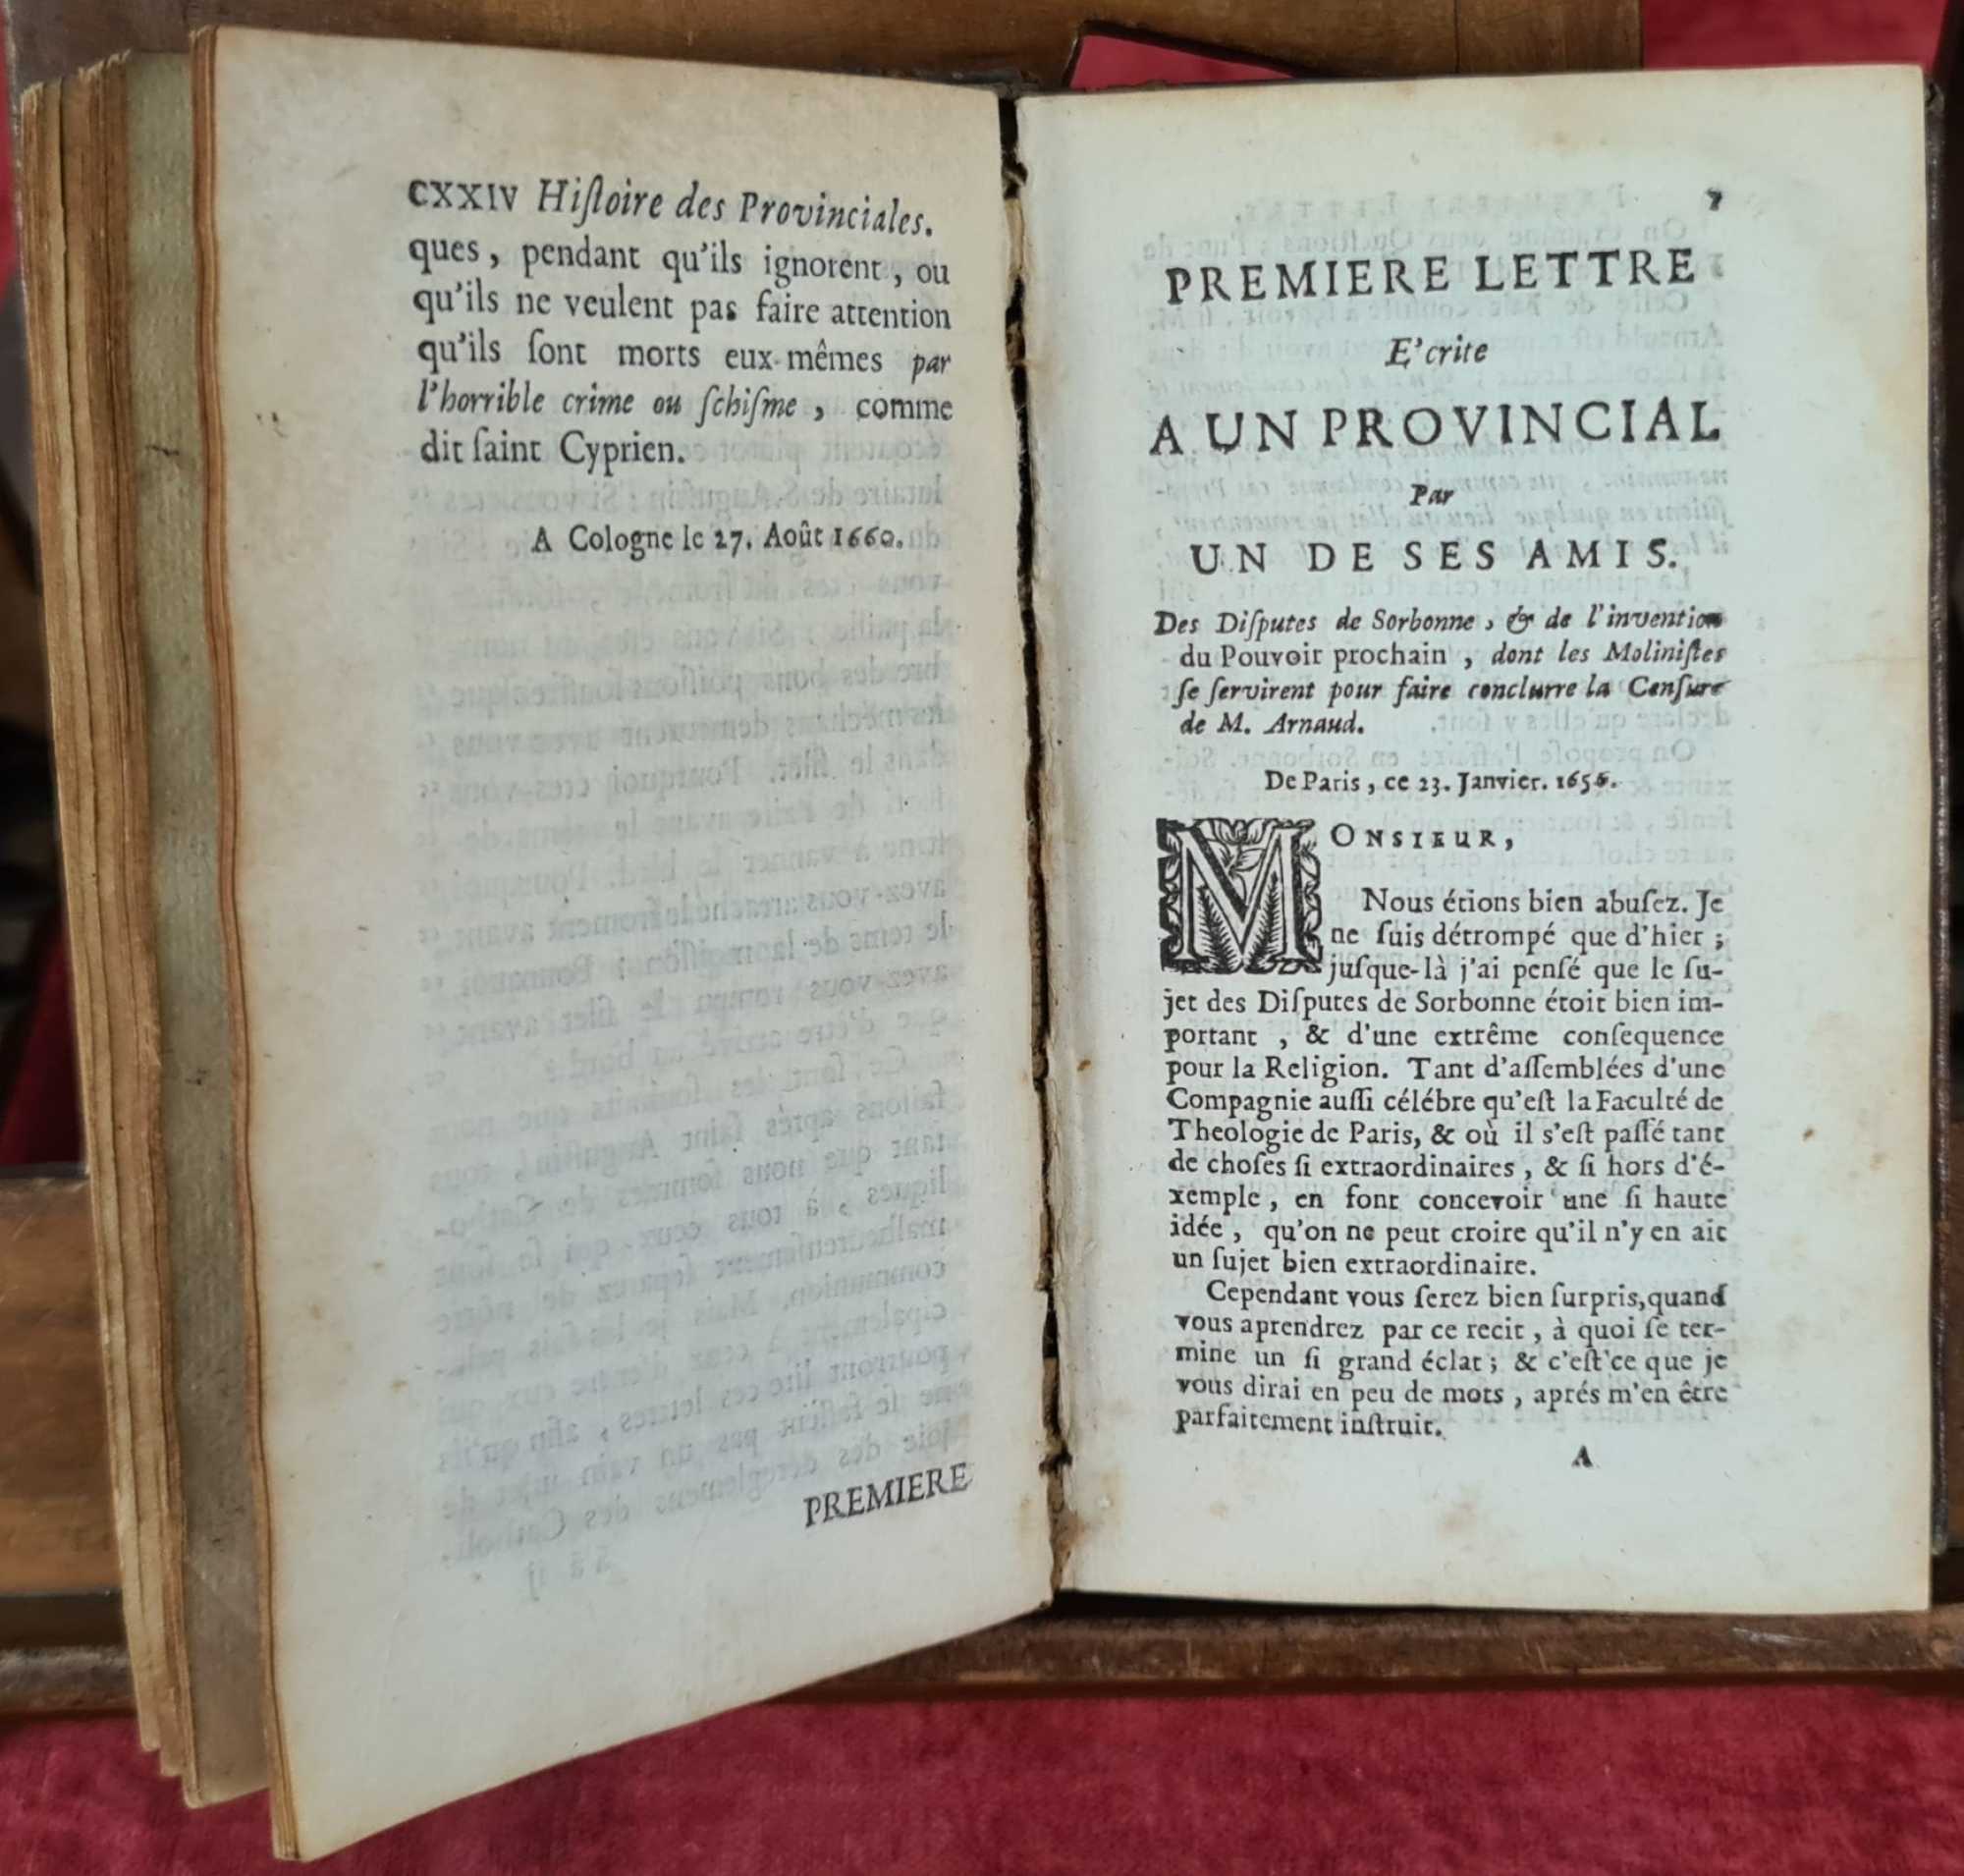 CXXIV Hiſtoire des Provinciales.
ques, pendant qu'ils ignorent, ou
qu'ils ne veulent pas faire attention
qu'ils ſont morts eux-mêmes par
l'horrible crime ou ſchiſme, comme
dit ſaint Cyprien.
A Cologne le 27. Août 1660.
PREMIERE
PREMIERE LETTRE
E'crite
A UN PROVINCIAL
Par
UN DE SES AMIS.
Des Diſputes de Sorbonne, & de l'invention
du Pouvoir prochain, dont les Moliniſtes
ſe ſervirent pour faire conclurre la Cenſure
de M. Arnaud.
De Paris, ce 23. Janvier. 1656.
MONSIEUR,
Nous étions bien abuſez. Je
ne ſuis détrompé que d'hier;
juſque-là j'ai penſé que le ſu-
jet des Diſputes de Sorbonne étoit bien im-
portant, & d'une extrême conſequence
pour la Religion. Tant d'aſſemblées d'une
Compagnie auſſi célébre qu'eſt la Faculté de
Theologie de Paris, & où il s'eſt paſſé tant
de choſes ſi extraordinaires, & ſi hors d'é-
xemple, en font concevoir une ſi haute
idée, qu'on ne peut croire qu'il n'y en ait
un ſujet bien extraordinaire.
Cependant vous ſerez bien ſurpris, quand
vous aprendrez par ce recit, à quoi ſe ter-
mine un ſi grand éclat; & c'eſt ce que je
vous dirai en peu de mots, aprés m'en être
parfaitement inſtruit.
A